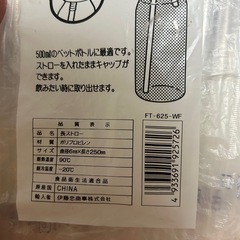 500mlのペットボトルに最適です。
ストローを入れたままキャップが
できます。
飲みたい時に取出せます。
FT-625-WF
品質表示
品名 長ストロー
材質 ポリプロピレン
サイズ 直径6㎜×長さ250㎜
耐熱温度 90℃
耐冷温度 -20℃
食品衛生法適合品
原産国 CHINA
輸入者 伊藤忠商事株式会社
4933691925726